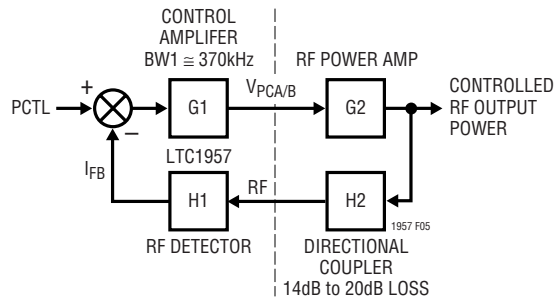 CONTROL
AMPLIFER
BW1 ≅ 370kHz
RF POWER AMP
PCTL
+
–
G1
VPCA/B
G2
CONTROLLED
RF OUTPUT
POWER
IFB
LTC1957
H1
RF
H2
1957 F05
RF DETECTOR
DIRECTIONAL
COUPLER
14dB to 20dB LOSS